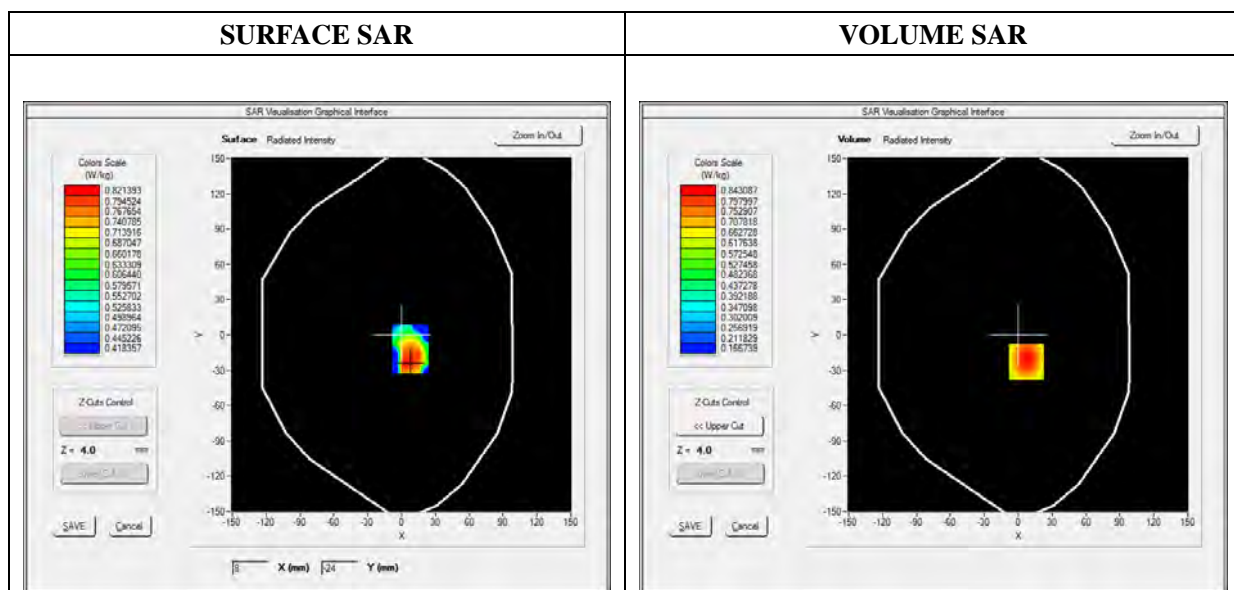 SURFACE SAR
SAR Visualisation Graphical Interface
Surface Radiated Intensity
Zoom In/Out
Colors Scale
(W/kg)
0.821393
0.794524
0.767654
0.740785
0.713916
0.687047
0.660178
0.633309
0.606440
0.579571
0.552702
0.525833
0.498964
0.472095
0.445226
0.418357
Z-Cuts Control
<< Upper Cut
Z = 4.0 mm
SAVE Cancel
Y
150
120
90
60
30
0
-30
-60
-90
-120
-150
-150 -120 -90 -60 -30 0 30 60 90 120 150
X
8 X (mm) -24 Y (mm)
VOLUME SAR
SAR Visualisation Graphical Interface
Volume Radiated Intensity
Zoom In/Out
Colors Scale
(W/kg)
0.843087
0.797997
0.752907
0.707818
0.662728
0.617638
0.572548
0.527458
0.482368
0.437278
0.392188
0.347098
0.302009
0.256919
0.211829
0.166739
Z-Cuts Control
<< Upper Cut
Z = 4.0 mm
SAVE Cancel
Y
150
120
90
60
30
0
-30
-60
-90
-120
-150
-150 -120 -90 -60 -30 0 30 60 90 120 150
X